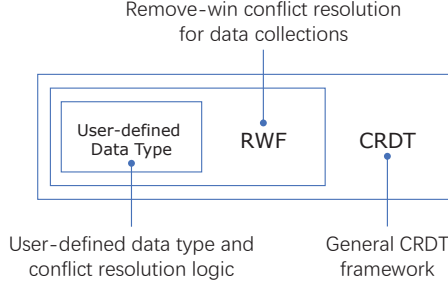 Remove-win conflict resolution
for data collections
User-defined
Data Type
RWF
CRDT
User-defined data type and
conflict resolution logic
General CRDT
framework